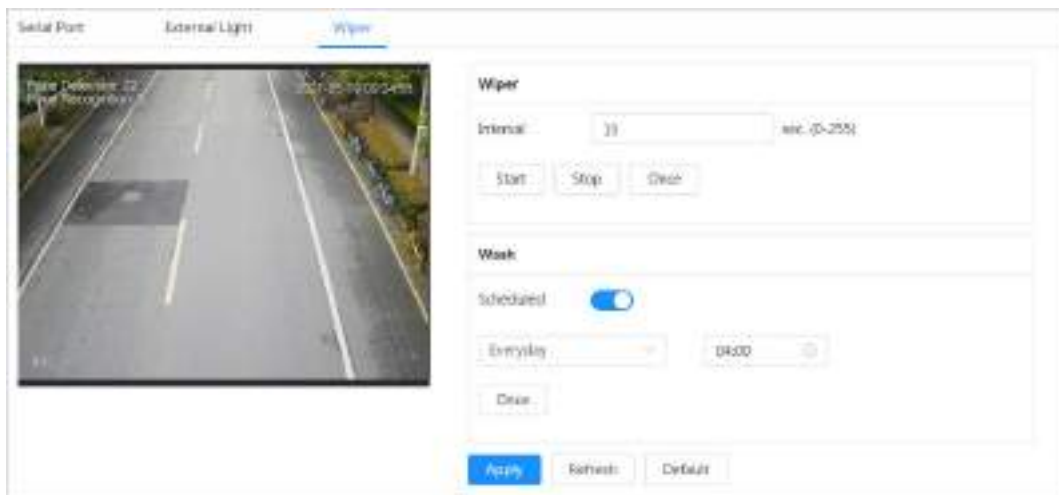 Serial Port External Light Wiper
Wiper
Interval sec. (0-255)
Start Stop Once
Wash
Scheduled
Everyday 04:00
Once
Apply Refresh Default